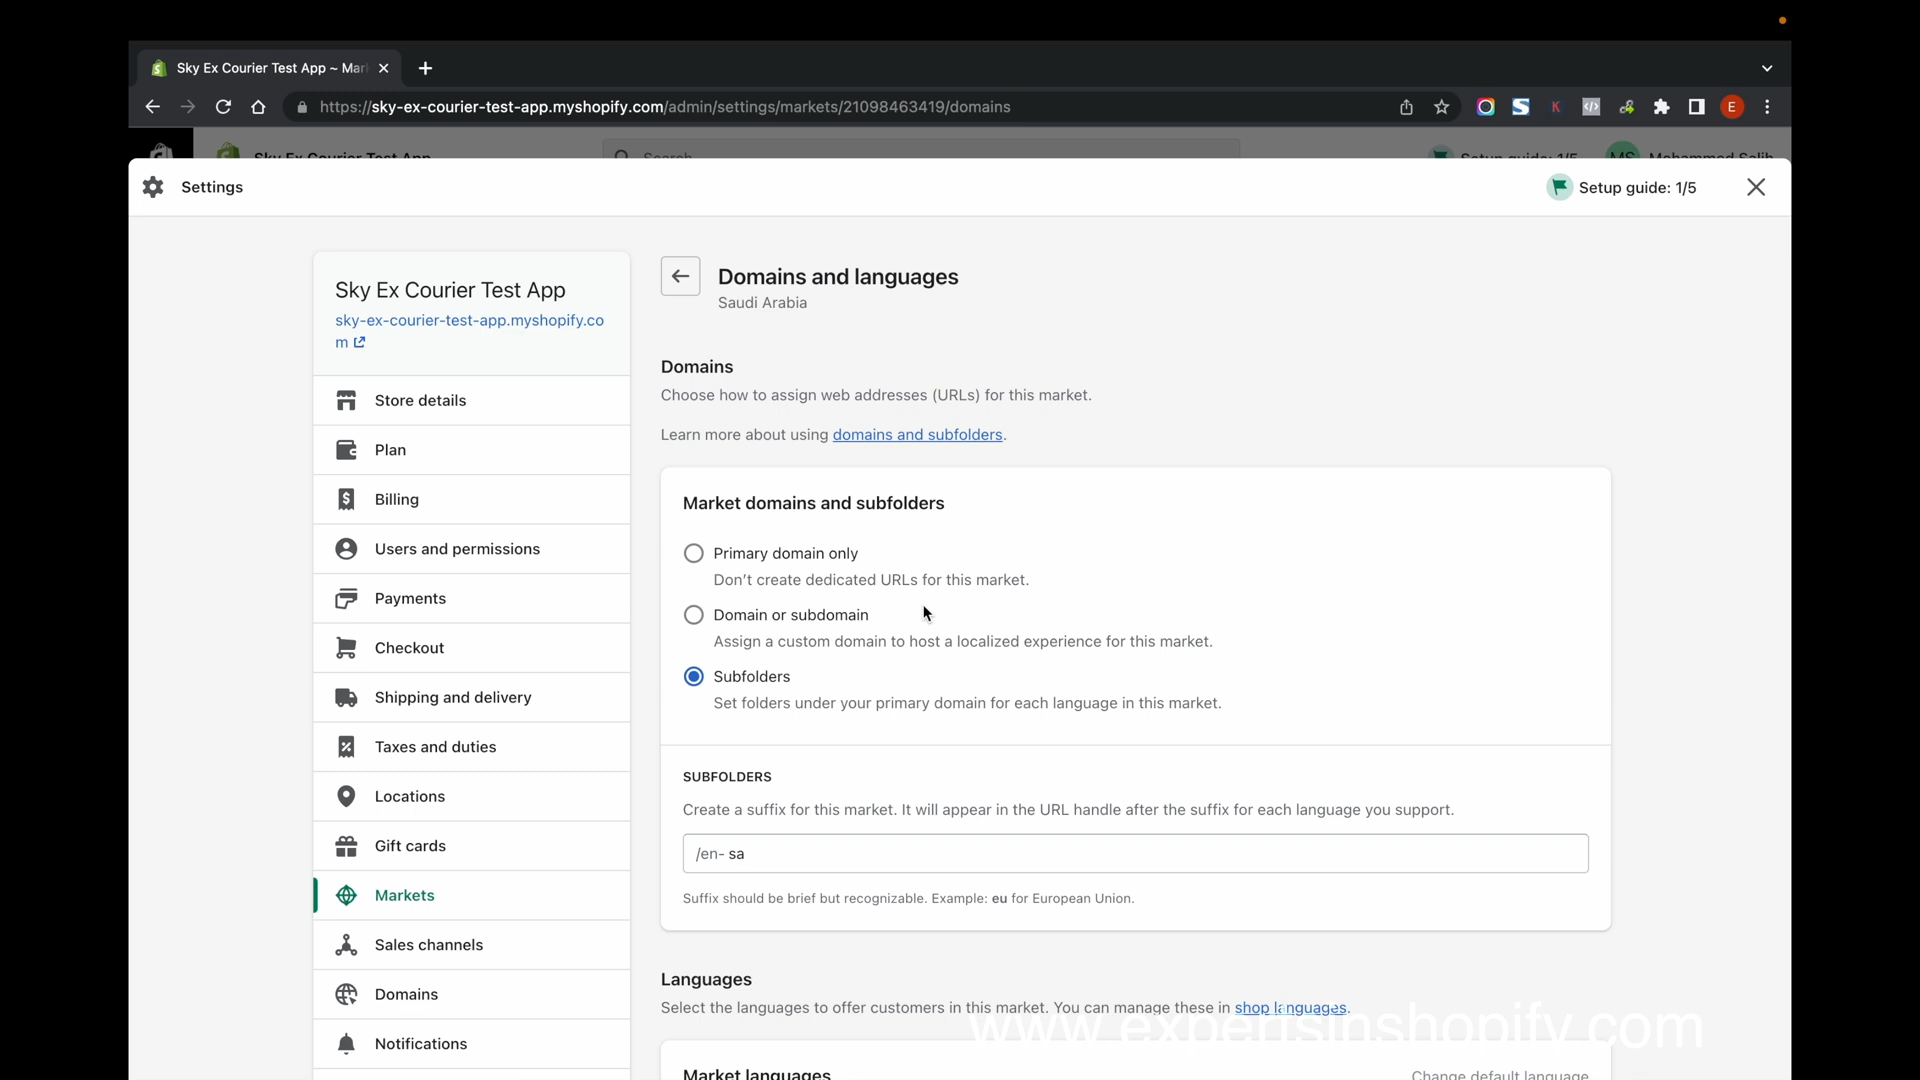 Sky Ex Courier Test App ~ Mar
https://sky-ex-courier-test-app.myshopify.com/admin/settings/markets/21098463419/domains
E
Sky Ex Courier Test App
Search
Setup guide: 1/5
MS
Mohammed Salih
Settings
Setup guide: 1/5
Sky Ex Courier Test App
sky-ex-courier-test-app.myshopify.co
m
Store details
Plan
Billing
Users and permissions
Payments
Checkout
Shipping and delivery
Taxes and duties
Locations
Gift cards
Markets
Sales channels
Domains
Notifications
Domains and languages
Saudi Arabia
Domains
Choose how to assign web addresses (URLs) for this market.
Learn more about using domains and subfolders.
Market domains and subfolders
Primary domain only
Don't create dedicated URLs for this market.
Domain or subdomain
Assign a custom domain to host a localized experience for this market.
Subfolders
Set folders under your primary domain for each language in this market.
SUBFOLDERS
Create a suffix for this market. It will appear in the URL handle after the suffix for each language you support.
/en- sa
Suffix should be brief but recognizable. Example: eu for European Union.
Languages
Select the languages to offer customers in this market. You can manage these in shop languages.
www.expertsinshopify.com
Market languages
Change default language